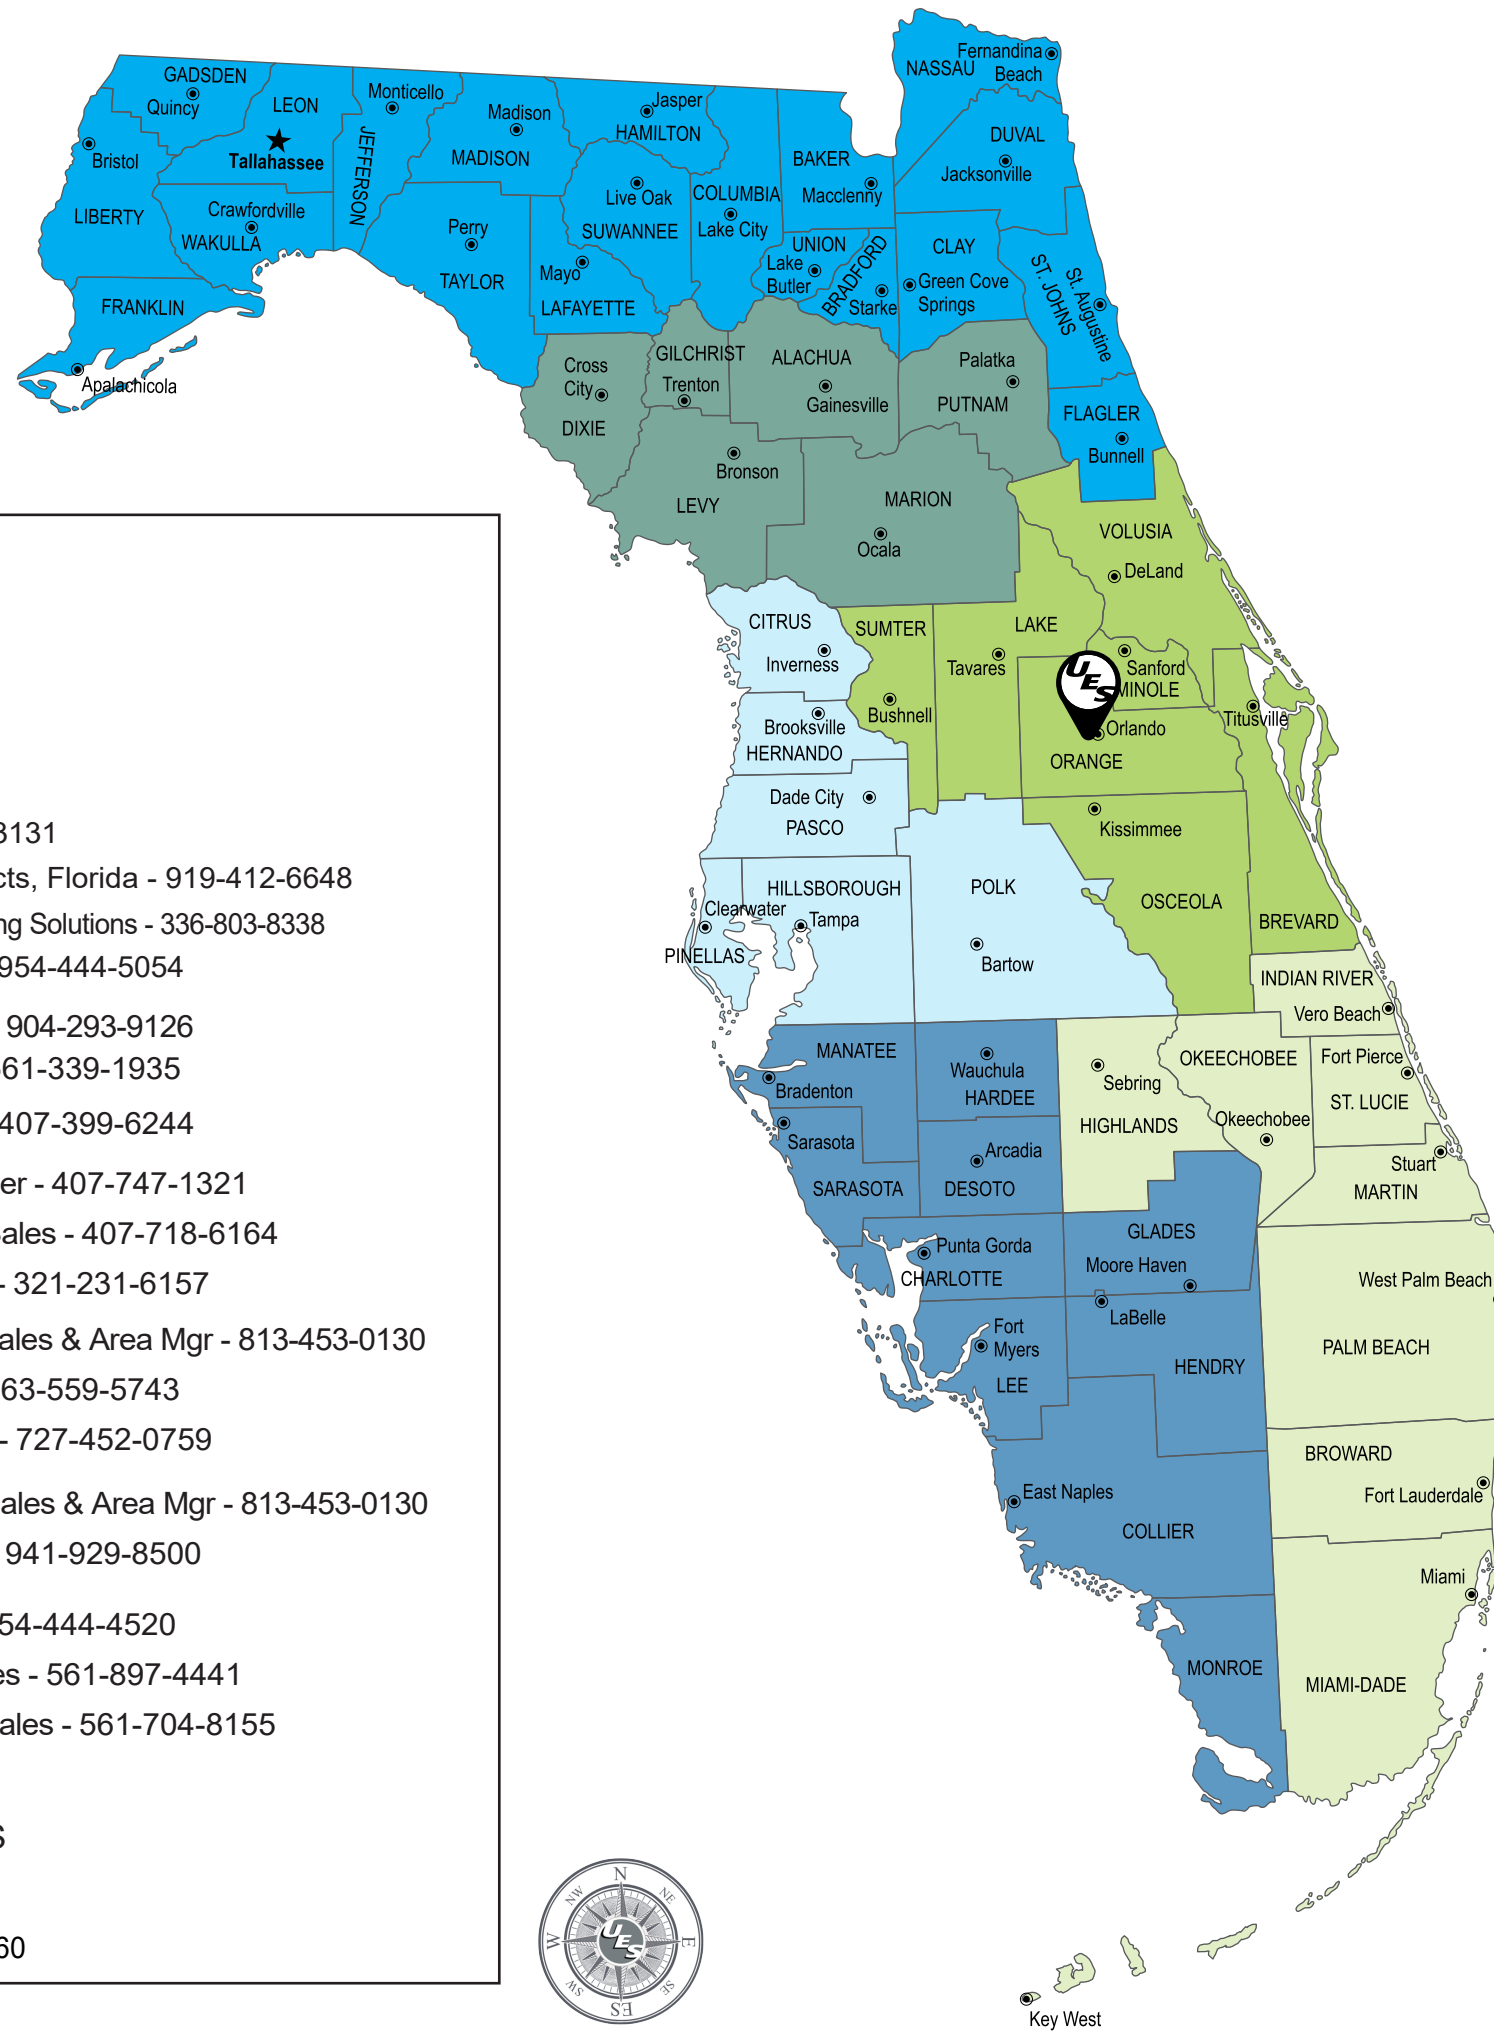 Fernandina
Beach
NASSAU
GADSDEN
Quincy
LEON
Monticello
Madison
Jasper
HAMILTON
DUVAL
Jacksonville
Bristol
Tallahassee
JEFFERSON
MADISON
BAKER
Macclenny
LIBERTY
Crawfordville
WAKULLA
Perry
TAYLOR
Live Oak
SUWANNEE
COLUMBIA
Lake City
UNION
Lake
Butler
BRADFORD
Starke
CLAY
Green Cove
Springs
ST. JOHNS
St. Augustine
Mayo
LAFAYETTE
FRANKLIN
Apalachicola
Cross
City
DIXIE
GILCHRIST
Trenton
ALACHUA
Gainesville
Palatka
PUTNAM
FLAGLER
Bunnell
Bronson
LEVY
MARION
Ocala
VOLUSIA
DeLand
CITRUS
Inverness
SUMTER
Bushnell
LAKE
Tavares
UES
Sanford
MINOLE
Orlando
ORANGE
Titusville
Brooksville
HERNANDO
Dade City
PASCO
Kissimmee
OSCEOLA
BREVARD
HILLSBOROUGH
Clearwater
Tampa
PINELLAS
POLK
Bartow
INDIAN RIVER
Vero Beach
MANATEE
Bradenton
Wauchula
HARDEE
Sebring
HIGHLANDS
OKEECHOBEE
Okeechobee
Fort Pierce
ST. LUCIE
Sarasota
SARASOTA
Arcadia
DESOTO
Stuart
MARTIN
Punta Gorda
CHARLOTTE
GLADES
Moore Haven
LaBelle
HENDRY
West Palm Beach
PALM BEACH
Fort
Myers
LEE
BROWARD
Fort Lauderdale
East Naples
COLLIER
Miami
MIAMI-DADE
MONROE
Key West
3131
cts, Florida - 919-412-6648
ng Solutions - 336-803-8338
954-444-5054
904-293-9126
61-339-1935
407-399-6244
er - 407-747-1321
ales - 407-718-6164
- 321-231-6157
ales & Area Mgr - 813-453-0130
63-559-5743
- 727-452-0759
ales & Area Mgr - 813-453-0130
941-929-8500
54-444-4520
es - 561-897-4441
ales - 561-704-8155
S
60
N
NW
NE
W
UES
E
SW
SE
ES